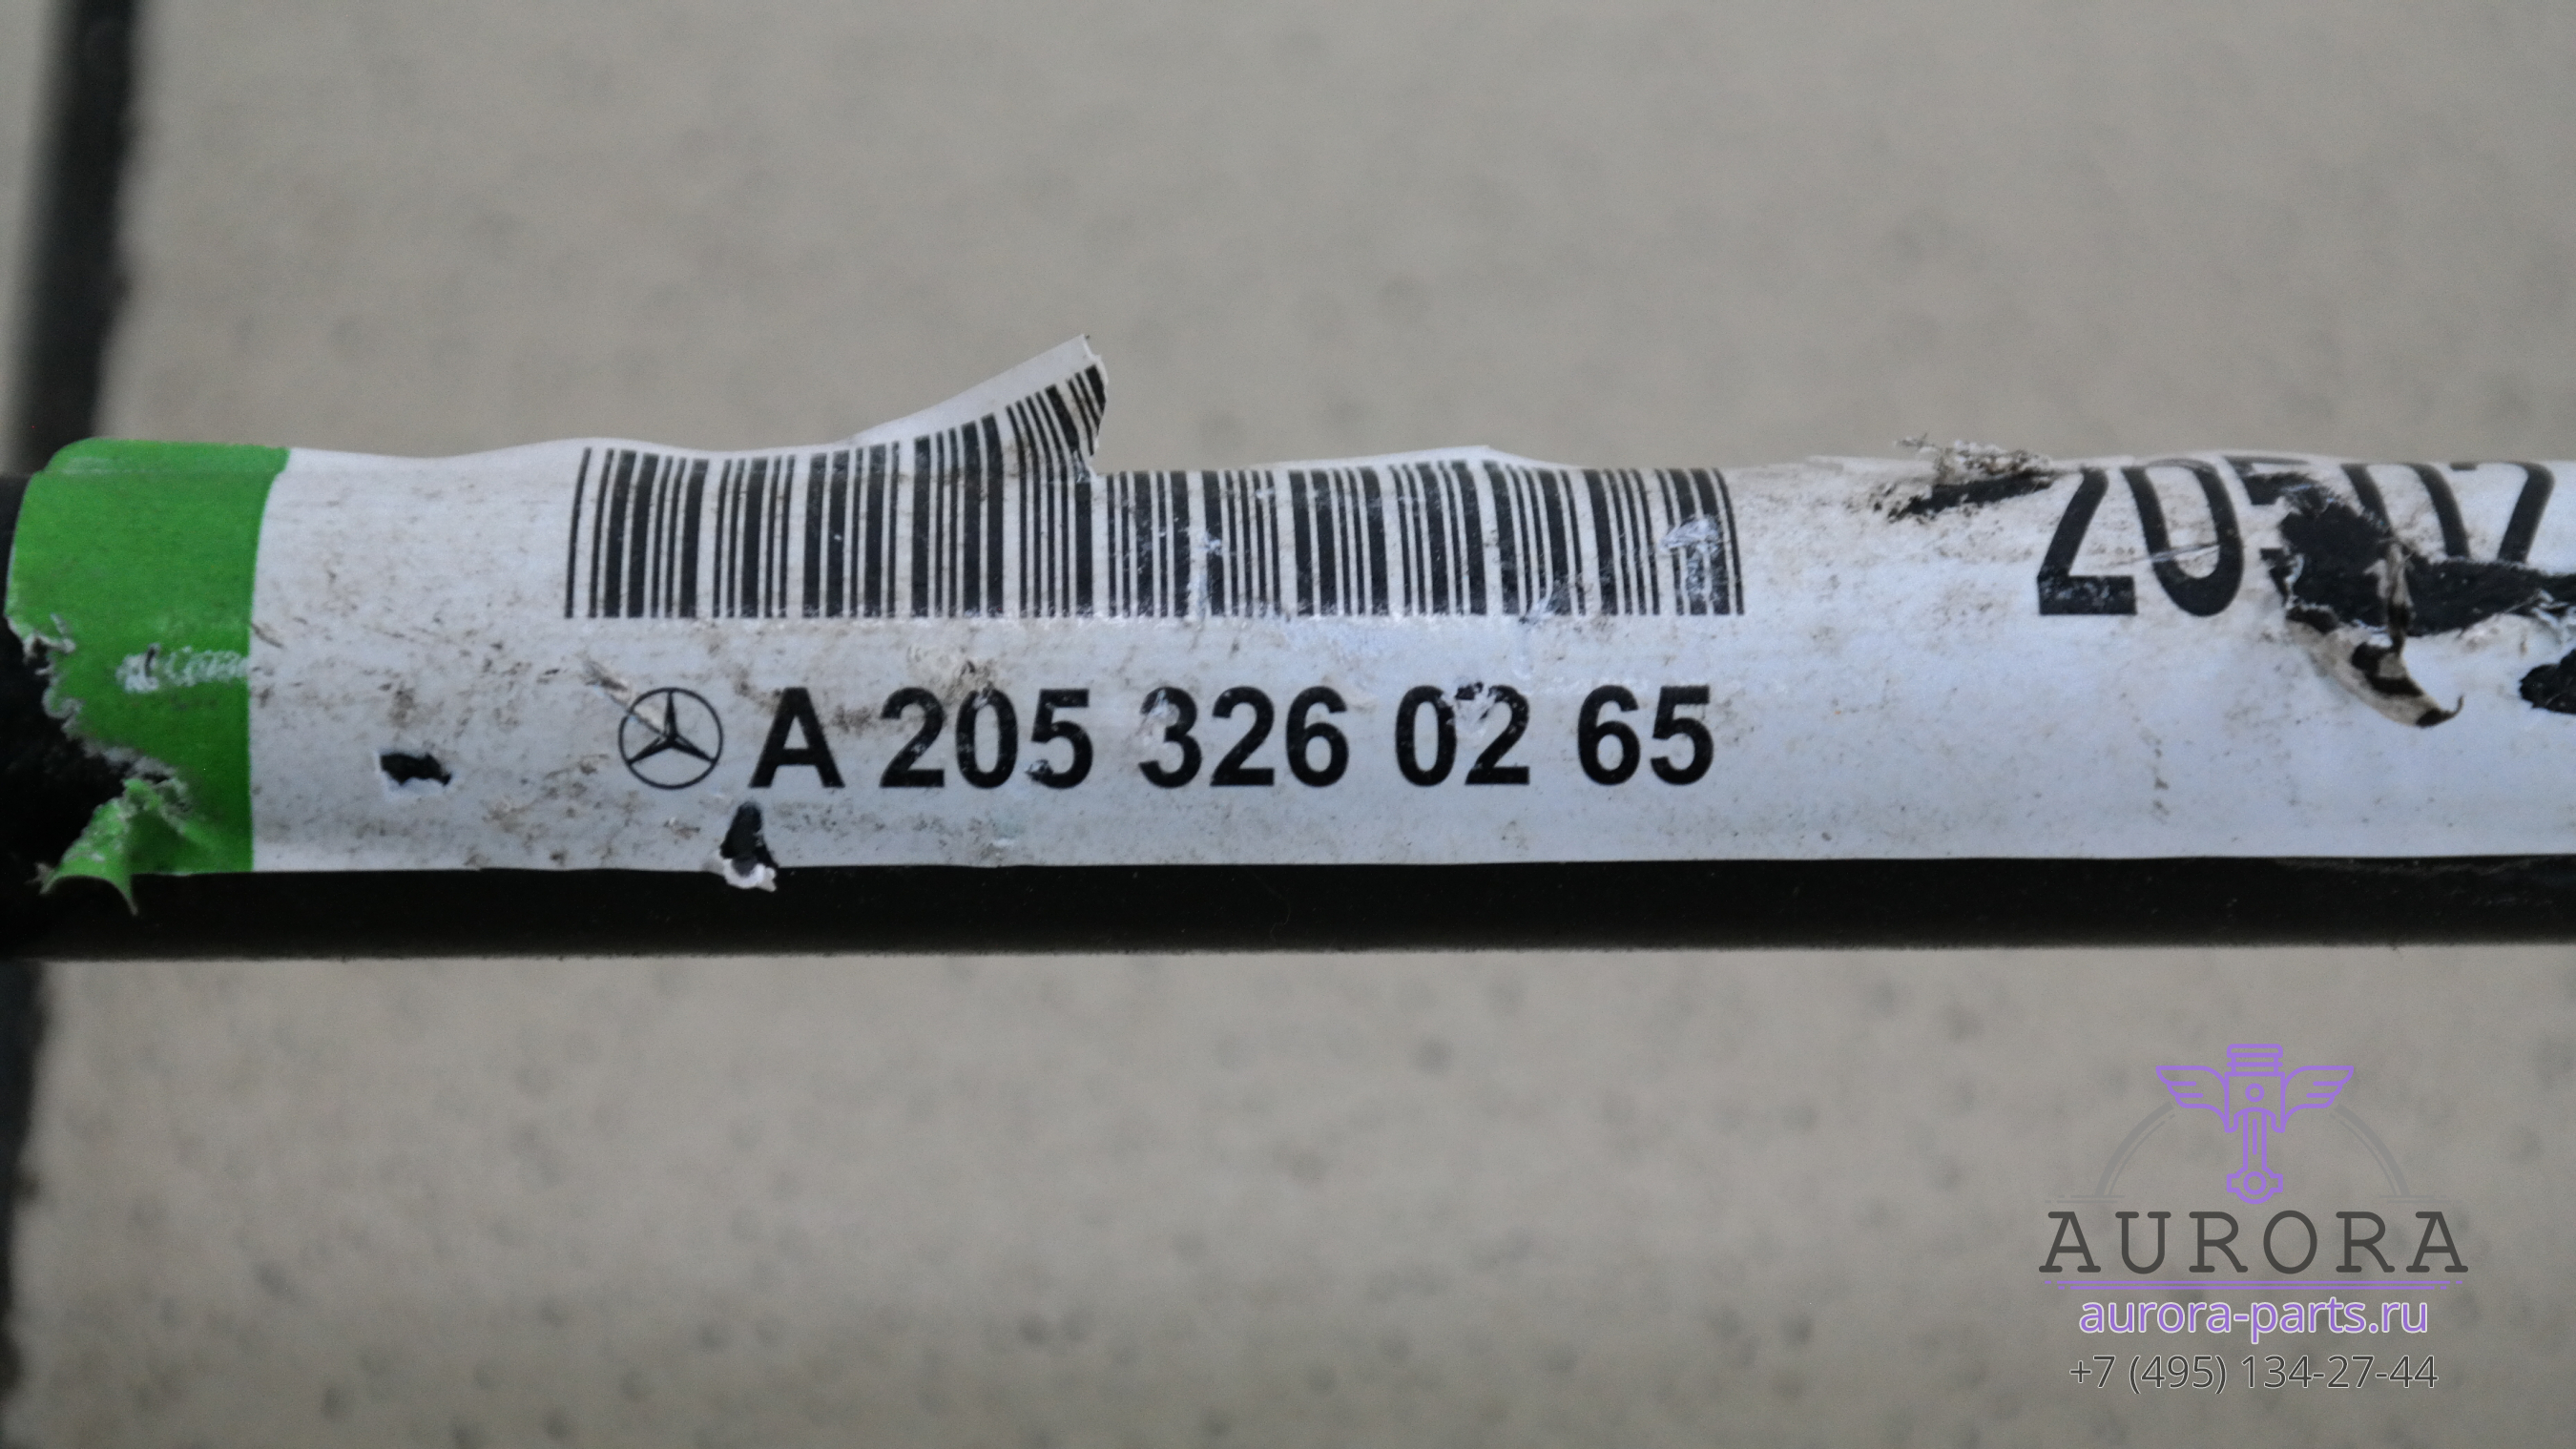 A 205 326 02 65
AURORA
aurora-parts.ru
+7 (495) 134-27-44